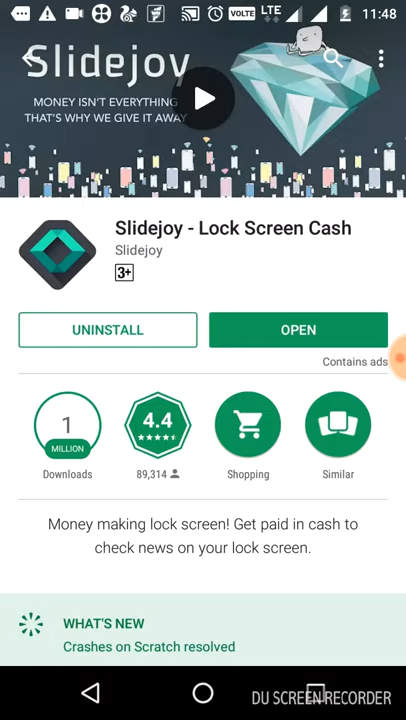 VOLTE LTE 11:48
Slidejoy
MONEY ISN'T EVERYTHING
THAT'S WHY WE GIVE IT AWAY
Slidejoy - Lock Screen Cash
Slidejoy
3+
UNINSTALL
OPEN
Contains ads
1
MILLION
Downloads
4.4
89,314
Shopping
Similar
Money making lock screen! Get paid in cash to
check news on your lock screen.
WHAT'S NEW
Crashes on Scratch resolved
DU SCREEN RECORDER